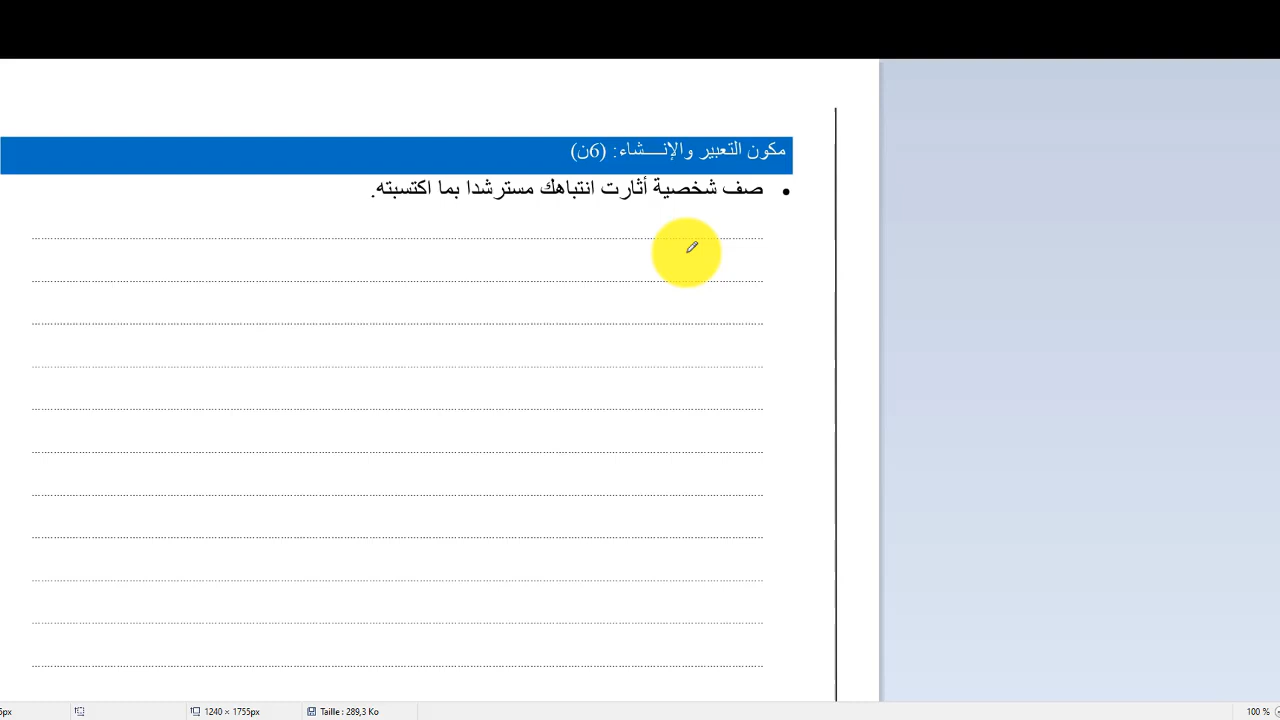 مكون التعبير والإنـــشاء: (6ن)
• صف شخصية أثارت انتباهك مسترشدا بما اكتسبته.
1240 × 1755px
Taille : 289,3 Ko
100 %